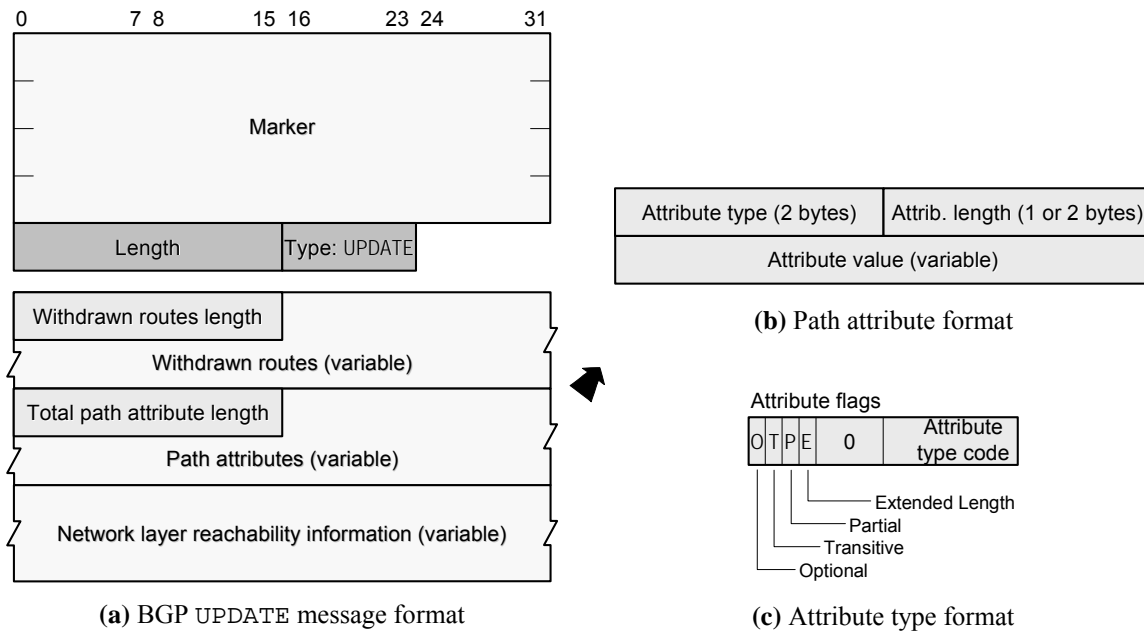 0 7 8 15 16 23 24 31
Marker
Length Type: UPDATE
Withdrawn routes length
Withdrawn routes (variable)
Total path attribute length
Path attributes (variable)
Network layer reachability information (variable)
(a) BGP UPDATE message format
Attribute type (2 bytes) Attrib. length (1 or 2 bytes)
Attribute value (variable)
(b) Path attribute format
Attribute flags
O T P E 0 Attribute
type code
Extended Length
Partial
Transitive
Optional
(c) Attribute type format